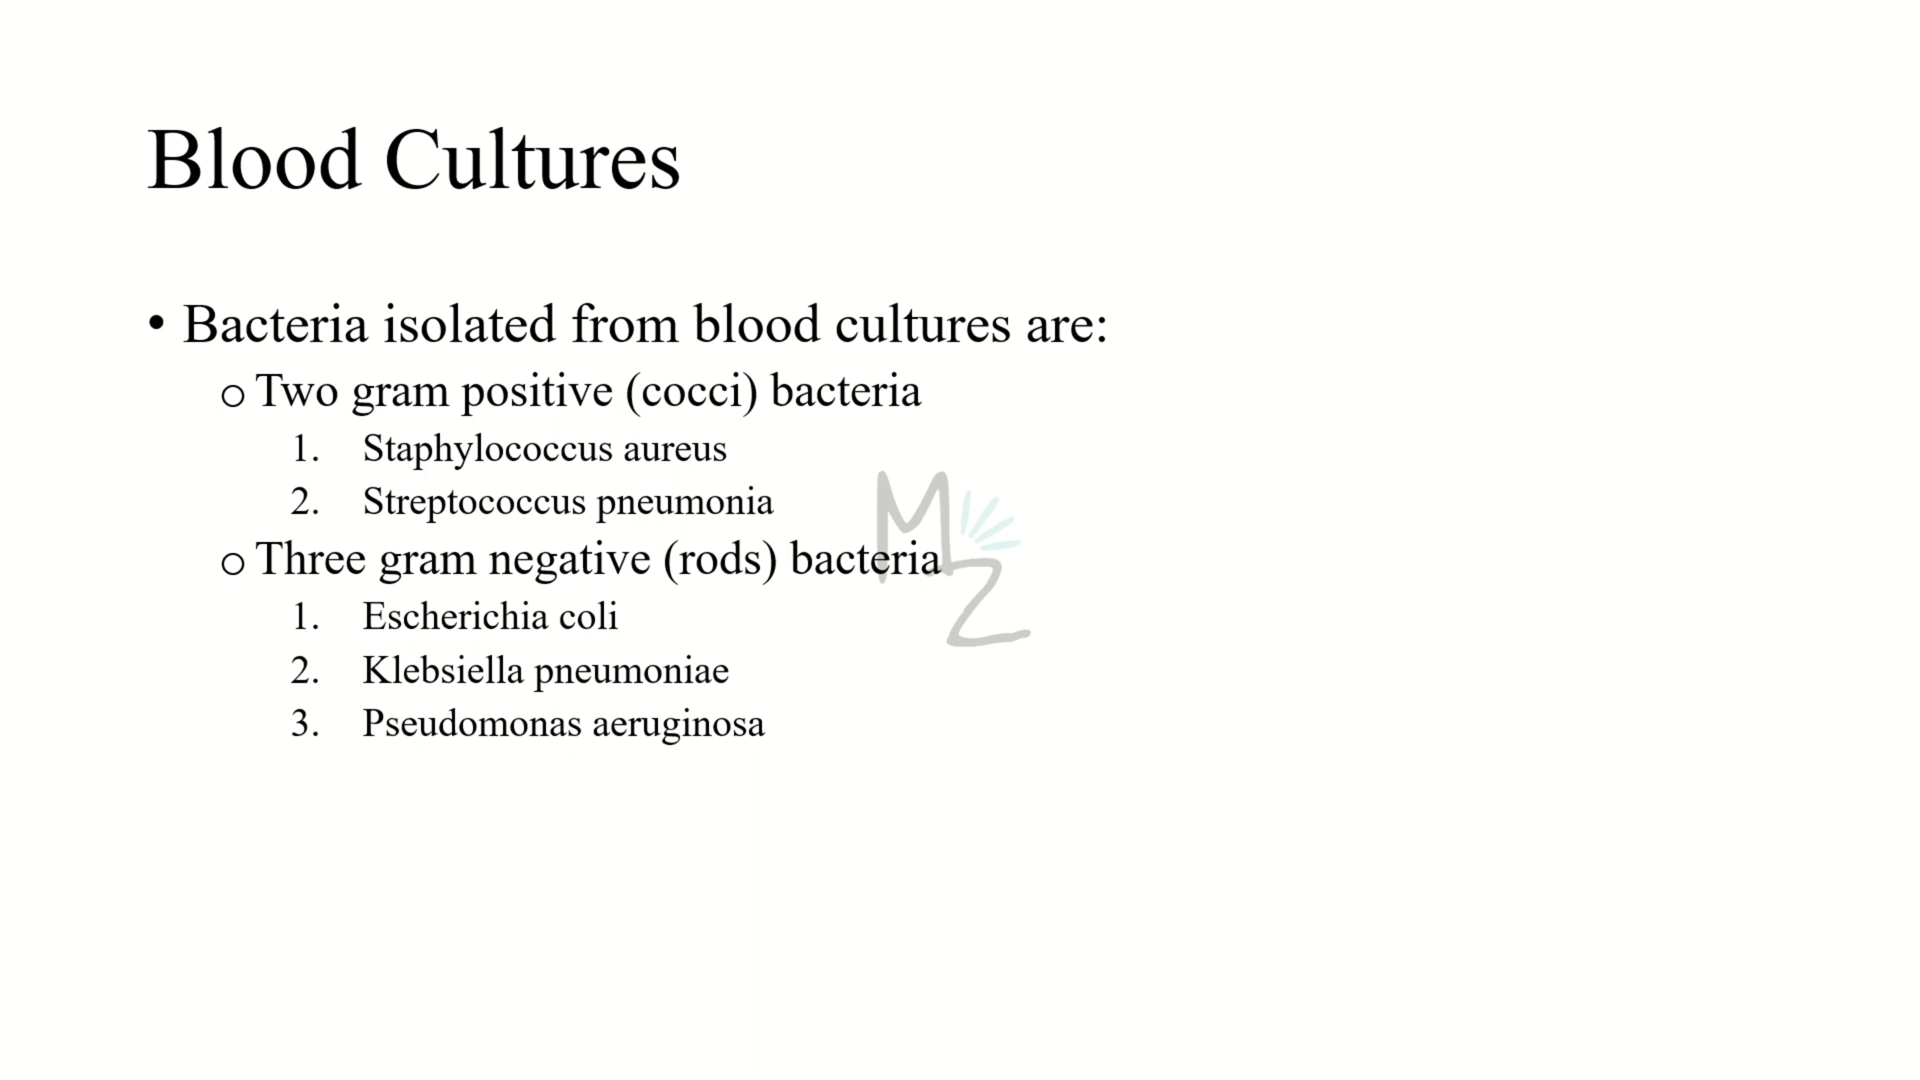 Blood Cultures
• Bacteria isolated from blood cultures are:
o Two gram positive (cocci) bacteria
1. Staphylococcus aureus
2. Streptococcus pneumonia
o Three gram negative (rods) bacteria
1. Escherichia coli
2. Klebsiella pneumoniae
3. Pseudomonas aeruginosa
MZ